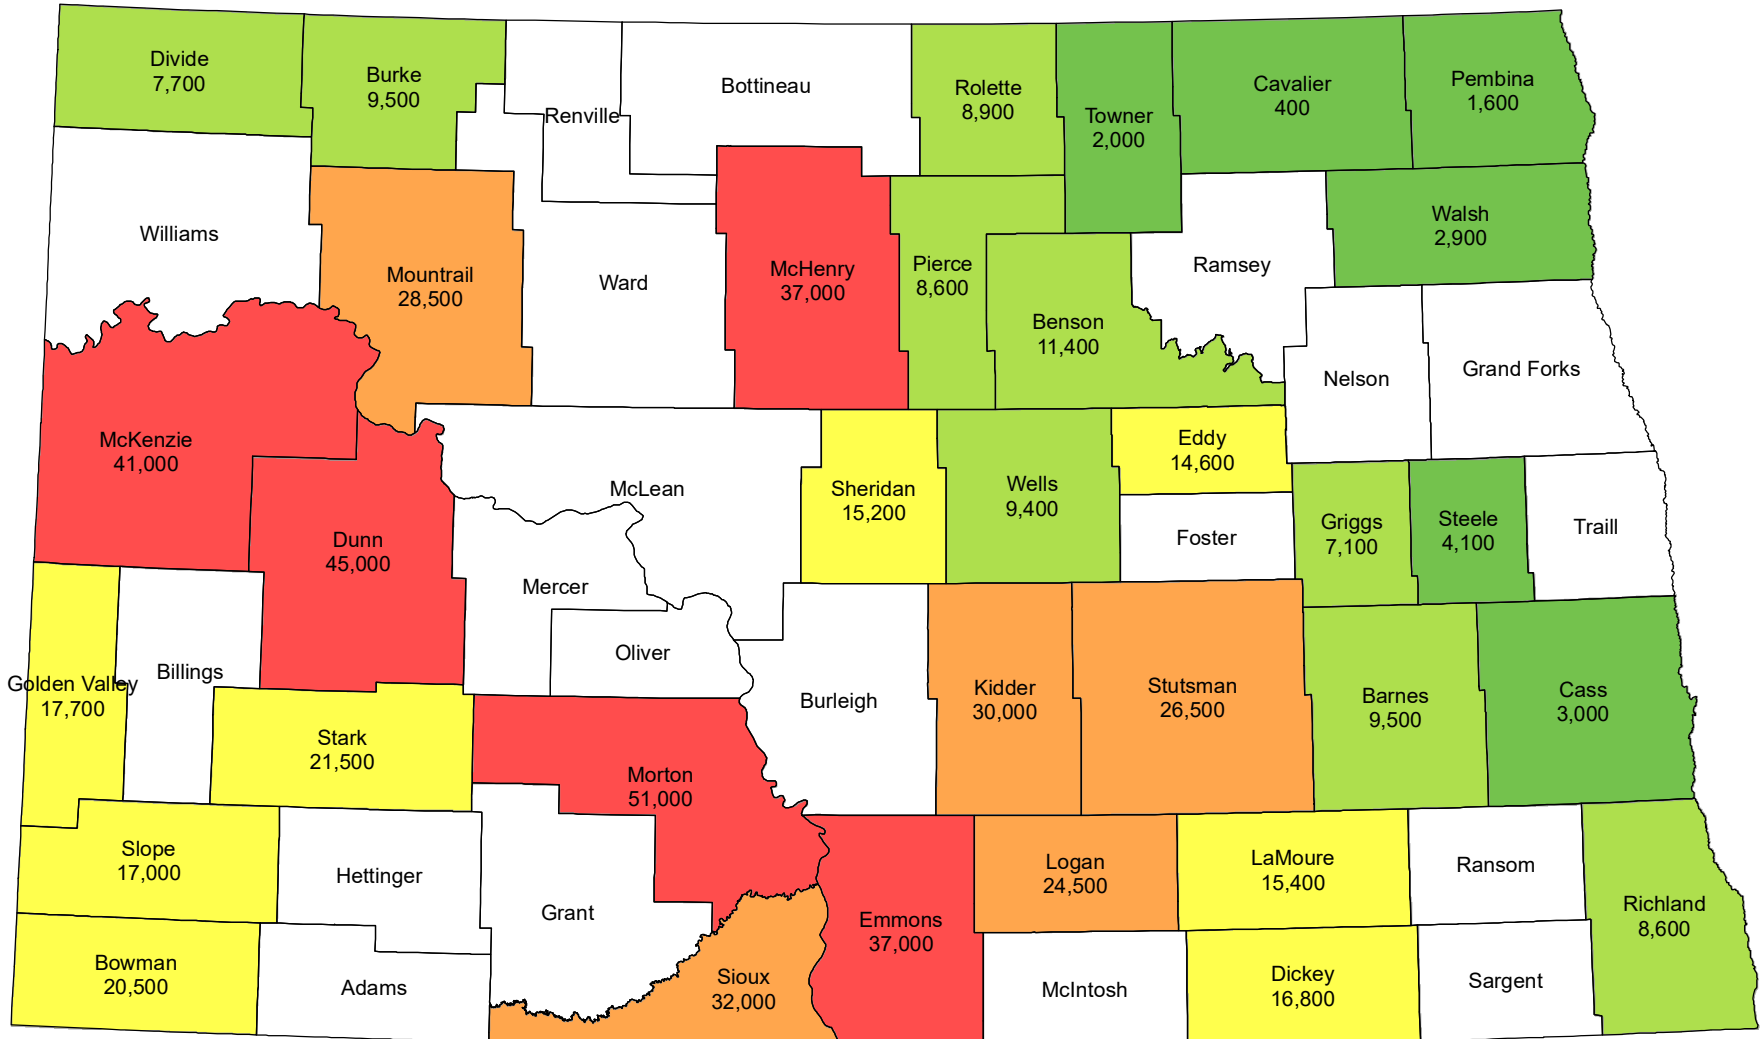 Divide
7,700
Burke
9,500
Renville
Bottineau
Rolette
8,900
Towner
2,000
Cavalier
400
Pembina
1,600
Williams
Mountrail
28,500
Ward
McHenry
37,000
Pierce
8,600
Benson
11,400
Ramsey
Walsh
2,900
Nelson
Grand Forks
McKenzie
41,000
Dunn
45,000
McLean
Mercer
Oliver
Sheridan
15,200
Wells
9,400
Eddy
14,600
Foster
Griggs
7,100
Steele
4,100
Traill
Golden Valley
17,700
Billings
Stark
21,500
Morton
51,000
Burleigh
Kidder
30,000
Stutsman
26,500
Barnes
9,500
Cass
3,000
Slope
17,000
Hettinger
Grant
Emmons
37,000
Logan
24,500
LaMoure
15,400
Ransom
Richland
8,600
Bowman
20,500
Adams
Sioux
32,000
McIntosh
Dickey
16,800
Sargent